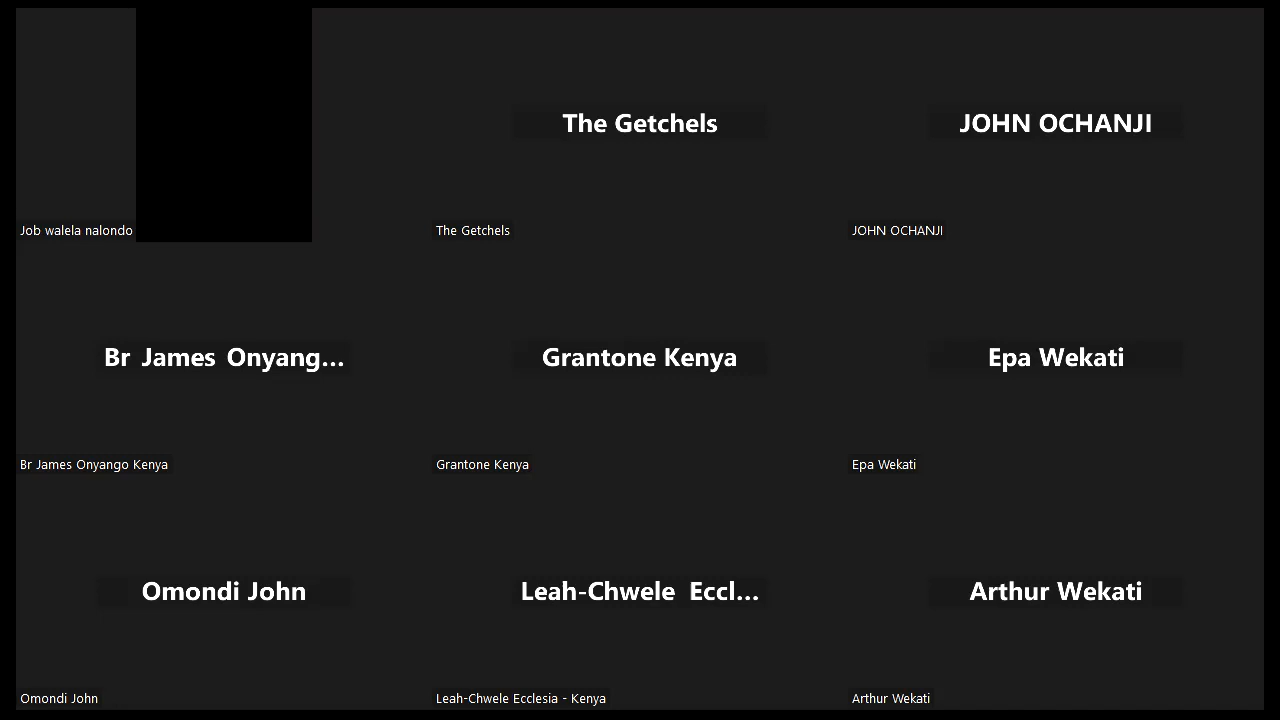 The Getchels
JOHN OCHANJI
Job walela nalondo
The Getchels
JOHN OCHANJI
Br James Onyang...
Grantone Kenya
Epa Wekati
Br James Onyango Kenya
Grantone Kenya
Epa Wekati
Omondi John
Leah-Chwele Eccl...
Arthur Wekati
Omondi John
Leah-Chwele Ecclesia - Kenya
Arthur Wekati